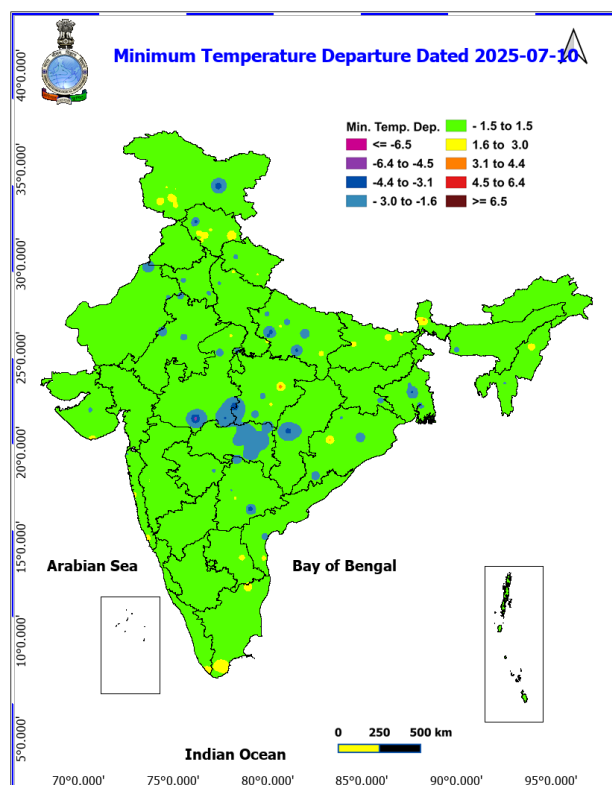 Minimum Temperature Departure Dated 2025-07-10
Min. Temp. Dep.
<= -6.5
-6.4 to -4.5
-4.4 to -3.1
- 3.0 to -1.6
- 1.5 to 1.5
1.6 to 3.0
3.1 to 4.4
4.5 to 6.4
>= 6.5
40°0.000'
35°0.000'
30°0.000'
25°0.000'
20°0.000'
15°0.000'
10°0.000'
5°0.000'
Arabian Sea
Bay of Bengal
Indian Ocean
0 250 500 km
70°0.000' 75°0.000' 80°0.000' 85°0.000' 90°0.000' 95°0.000'